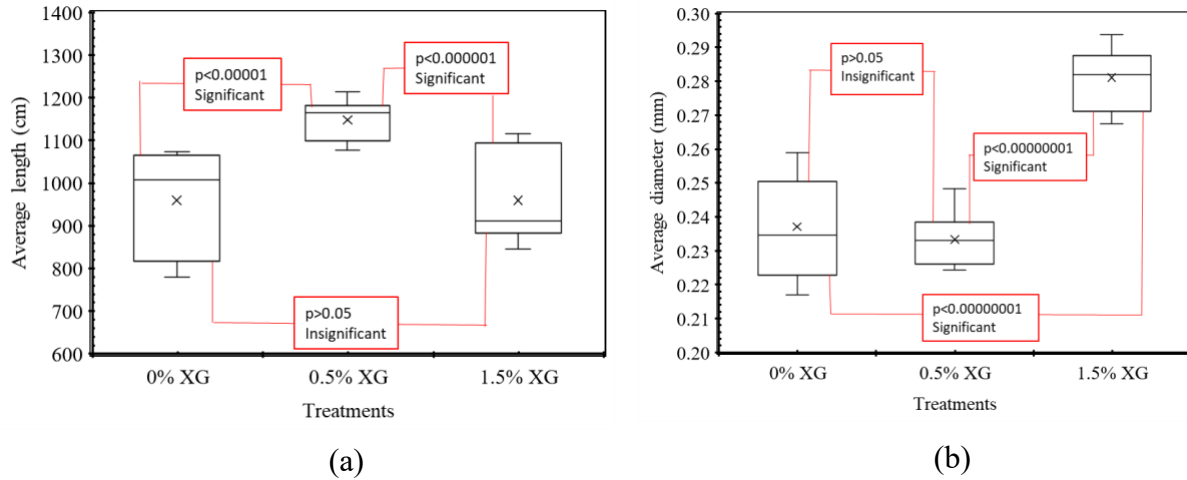 1400
1300
1200
1100
1000
900
800
700
600
Average length (cm)
p<0.00001
Significant
p<0.000001
Significant
p>0.05
Insignificant
0% XG
0.5% XG
1.5% XG
Treatments
(a)
0.30
0.29
0.28
0.27
0.26
0.25
0.24
0.23
0.22
0.21
0.20
Average diameter (mm)
p>0.05
Insignificant
p<0.00000001
Significant
p<0.00000001
Significant
0% XG
0.5% XG
1.5% XG
Treatments
(b)